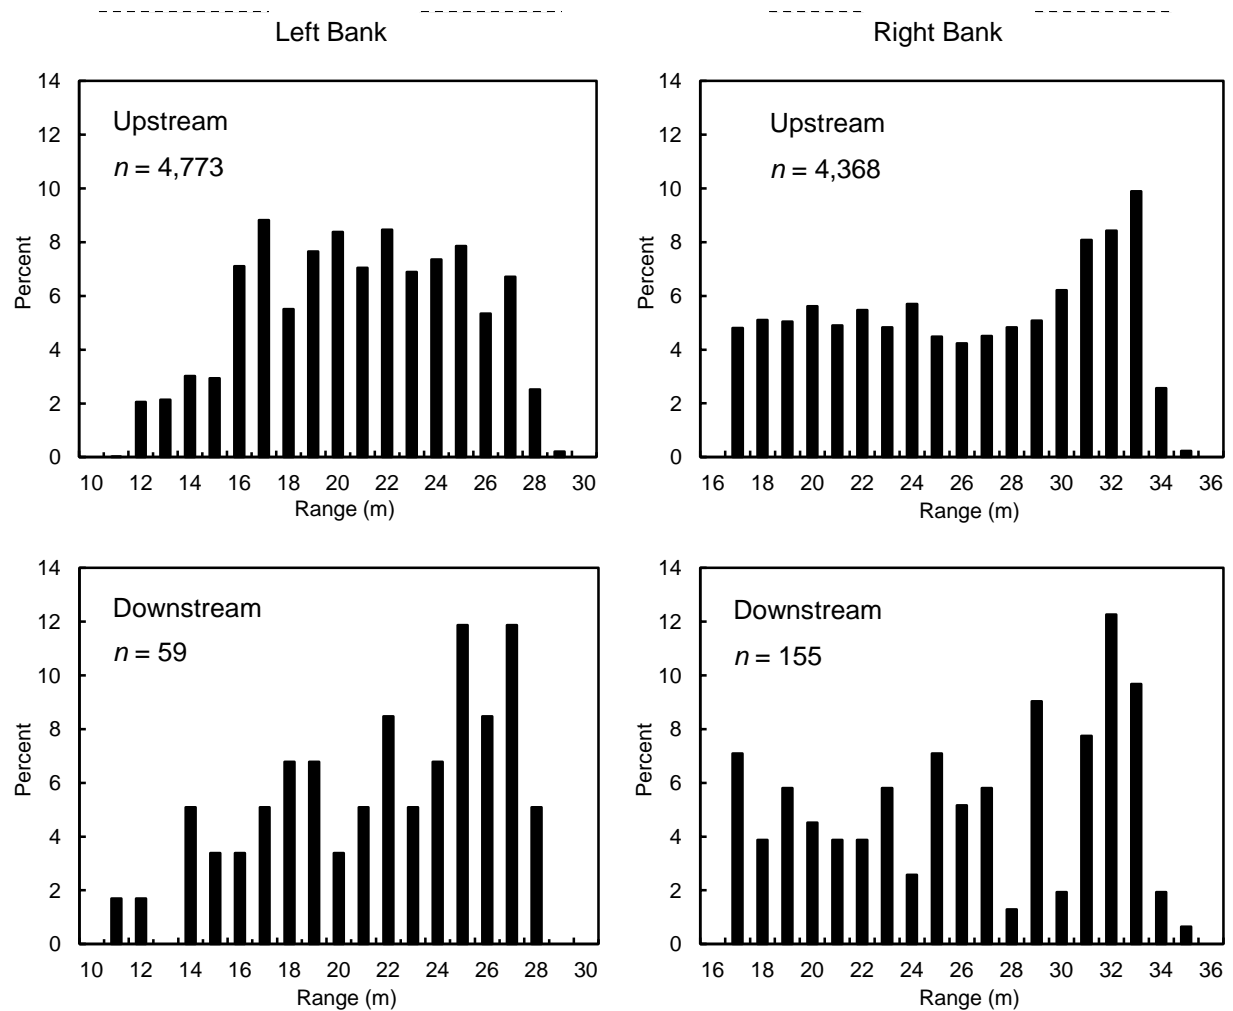 Left Bank
Right Bank
14
12
10
8
6
4
2
0
Percent
Upstream
n = 4,773
10 12 14 16 18 20 22 24 26 28 30
Range (m)
14
12
10
8
6
4
2
0
Percent
Upstream
n = 4,368
16 18 20 22 24 26 28 30 32 34 36
Range (m)
14
12
10
8
6
4
2
0
Percent
Downstream
n = 59
10 12 14 16 18 20 22 24 26 28 30
Range (m)
14
12
10
8
6
4
2
0
Percent
Downstream
n = 155
16 18 20 22 24 26 28 30 32 34 36
Range (m)